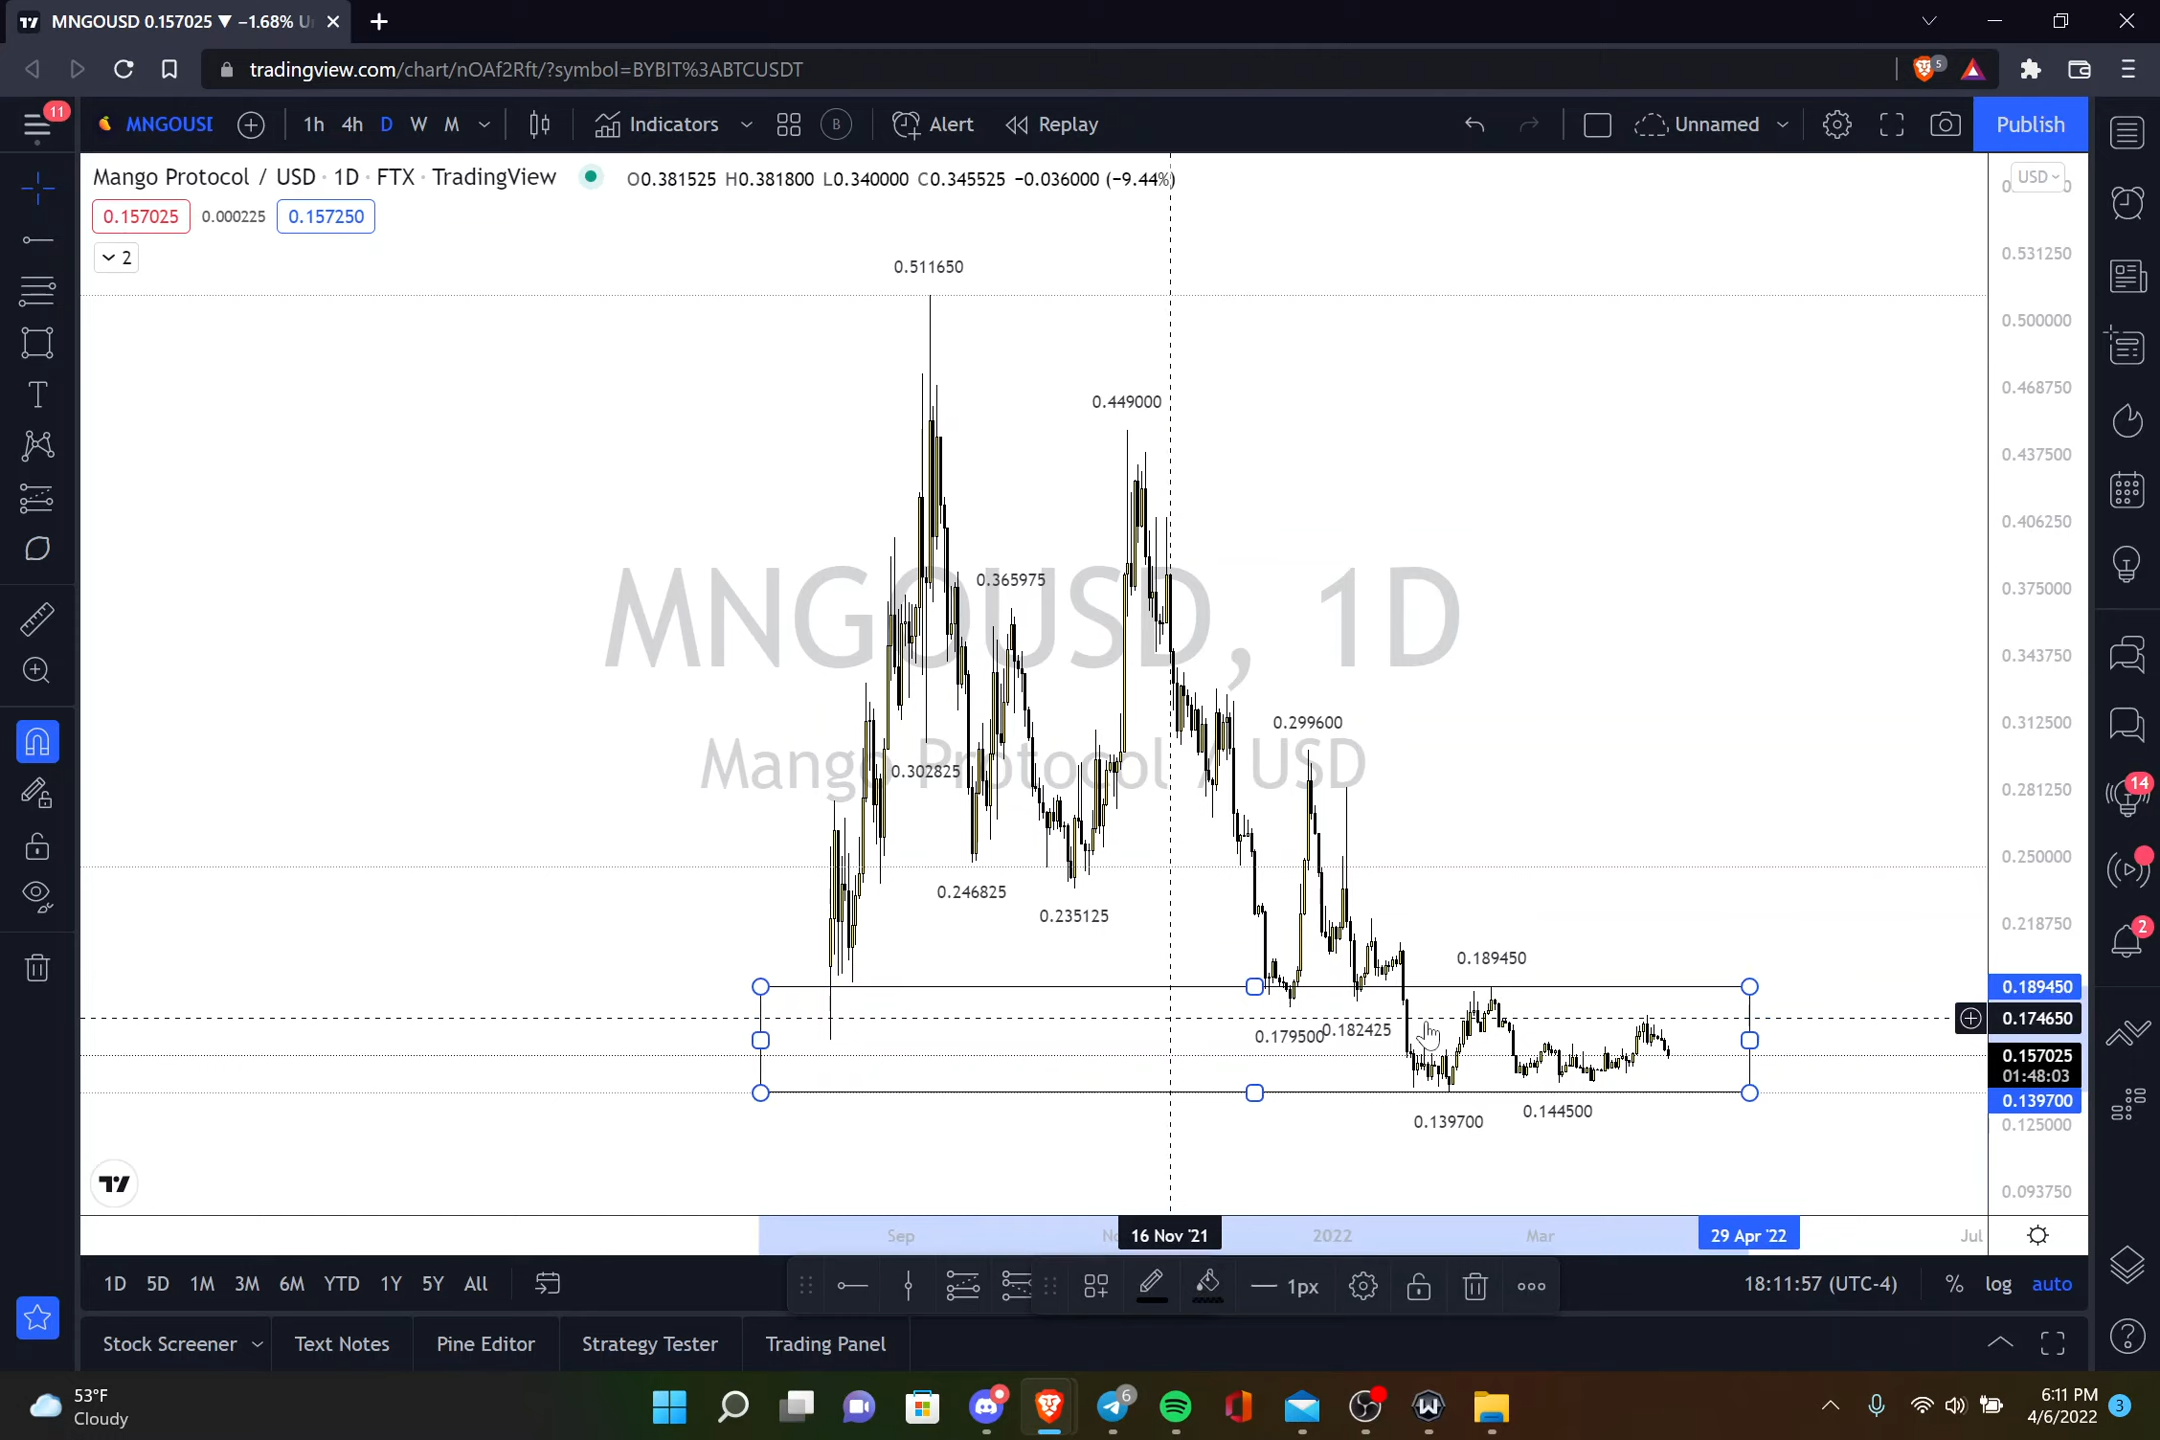 MNGOUSD 0.157025 ▼ −1.68% U
tradingview.com/chart/nOAf2Rft/?symbol=BYBIT%3ABTCUSDT
5
11
MNGOUSD
1h 4h D W M
Indicators
B
Alert
Replay
Unnamed
Publish
Mango Protocol / USD · 1D · FTX · TradingView
O0.381525 H0.381800 L0.340000 C0.345525 −0.036000 (−9.44%)
USD
0.157025 0.000225 0.157250
2
0.511650
0.531250
0.500000
0.468750
0.449000
0.437500
0.406250
0.365975
0.375000
MNGOUSD, 1D
0.343750
0.299600
0.312500
Mango Protocol / USD
0.302825
0.281250
14
0.250000
0.246825
0.235125
0.218750
2
0.189450
0.189450
0.174650
0.179500
0.182425
0.157025
01:48:03
0.139700
0.144500
0.139700
0.125000
0.093750
Sep
16 Nov '21
2022
Mar
29 Apr '22
Jul
1D 5D 1M 3M 6M YTD 1Y 5Y All
1px
18:11:57 (UTC-4)
% log auto
Stock Screener
Text Notes
Pine Editor
Strategy Tester
Trading Panel
53°F
Cloudy
6
6:11 PM
4/6/2022
3